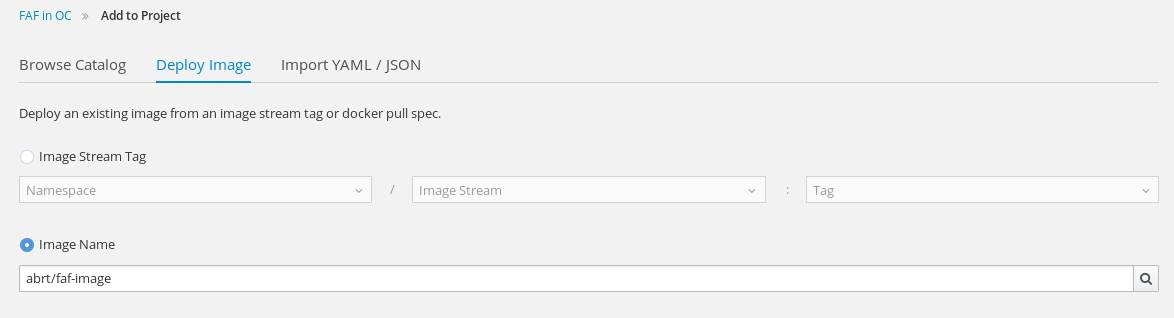 FAF in OC » Add to Project
Browse Catalog Deploy Image Import YAML / JSON
Deploy an existing image from an image stream tag or docker pull spec.
Image Stream Tag
Namespace / Image Stream : Tag
Image Name
abrt/faf-image